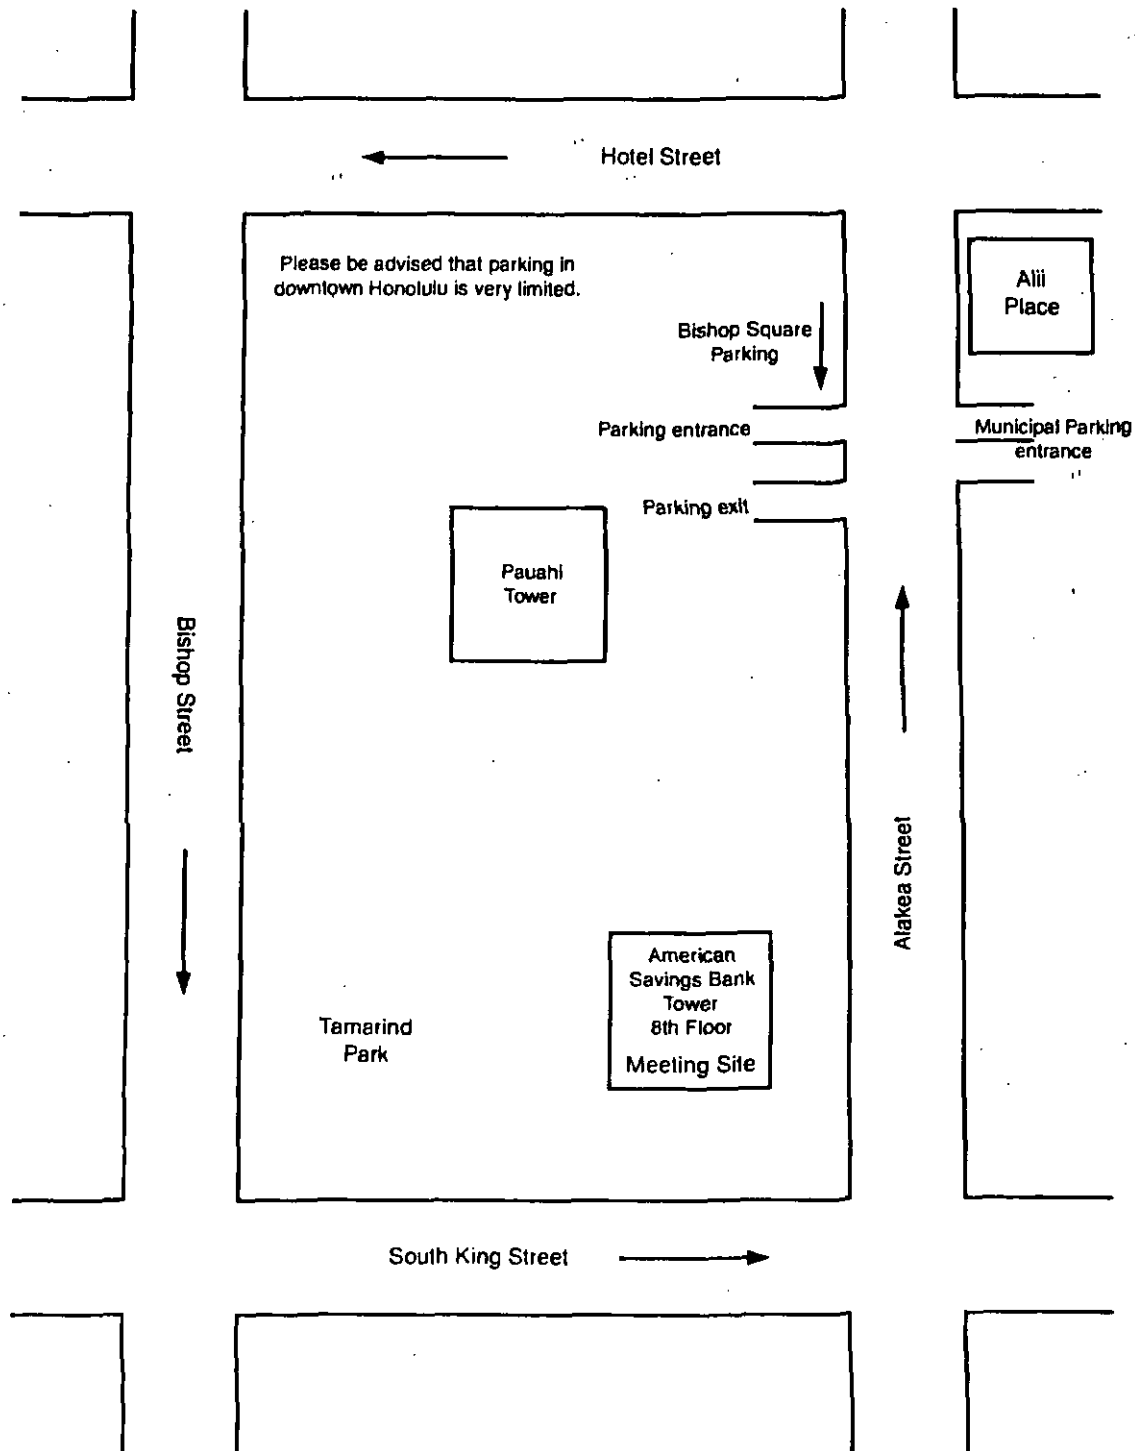 Hotel Street
Please be advised that parking in
downtown Honolulu is very limited.
Alii
Place
Bishop Square
Parking
Parking entrance
Municipal Parking
entrance
Parking exit
Pauahi
Tower
Bishop Street
Alakea Street
American
Savings Bank
Tower
8th Floor
Meeting Site
Tamarind
Park
South King Street